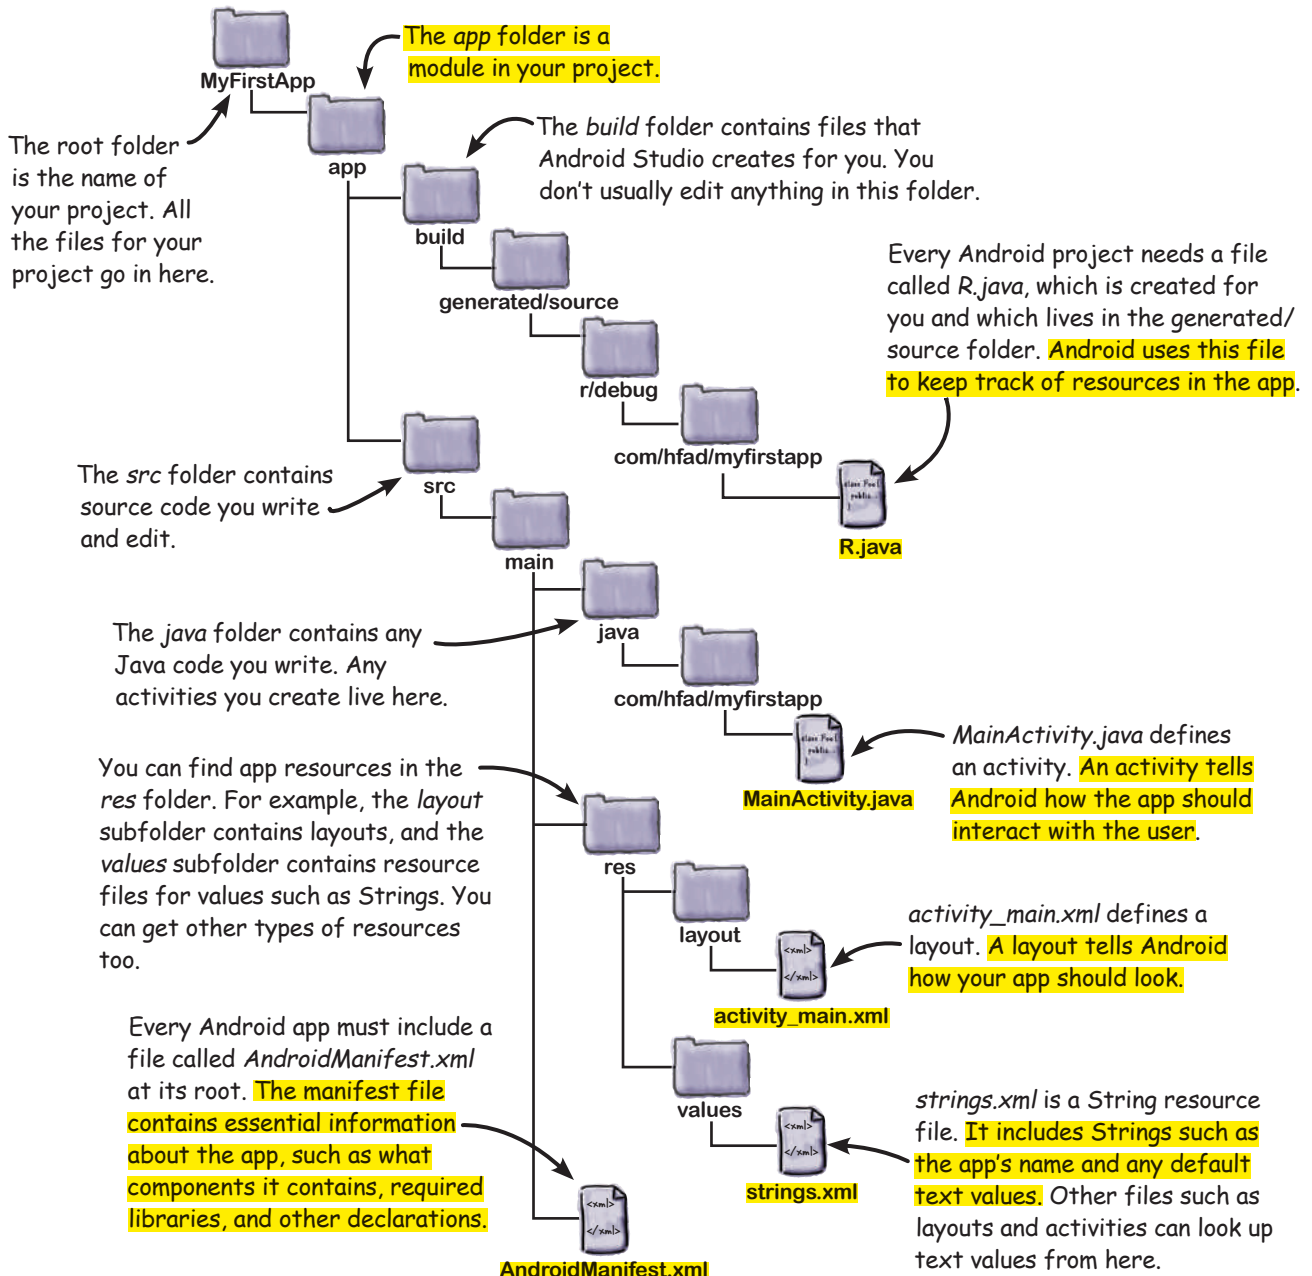 The app folder is a
module in your project.
MyFirstApp
The root folder
is the name of
your project. All
the files for your
project go in here.
app
The build folder contains files that
Android Studio creates for you. You
don't usually edit anything in this folder.
build
generated/source
Every Android project needs a file
called R.java, which is created for
you and which lives in the generated/
source folder. Android uses this file
to keep track of resources in the app.
r/debug
com/hfad/myfirstapp
class Foo{
public...
}
R.java
The src folder contains
source code you write
and edit.
src
main
The java folder contains any
Java code you write. Any
activities you create live here.
java
com/hfad/myfirstapp
class Foo{
public...
}
MainActivity.java
MainActivity.java defines
an activity. An activity tells
Android how the app should
interact with the user.
You can find app resources in the
res folder. For example, the layout
subfolder contains layouts, and the
values subfolder contains resource
files for values such as Strings. You
can get other types of resources
too.
res
layout
<xml>
</xml>
activity_main.xml
activity_main.xml defines a
layout. A layout tells Android
how your app should look.
Every Android app must include a
file called AndroidManifest.xml
at its root. The manifest file
contains essential information
about the app, such as what
components it contains, required
libraries, and other declarations.
values
<xml>
</xml>
strings.xml
strings.xml is a String resource
file. It includes Strings such as
the app's name and any default
text values. Other files such as
layouts and activities can look up
text values from here.
<xml>
</xml>
AndroidManifest.xml